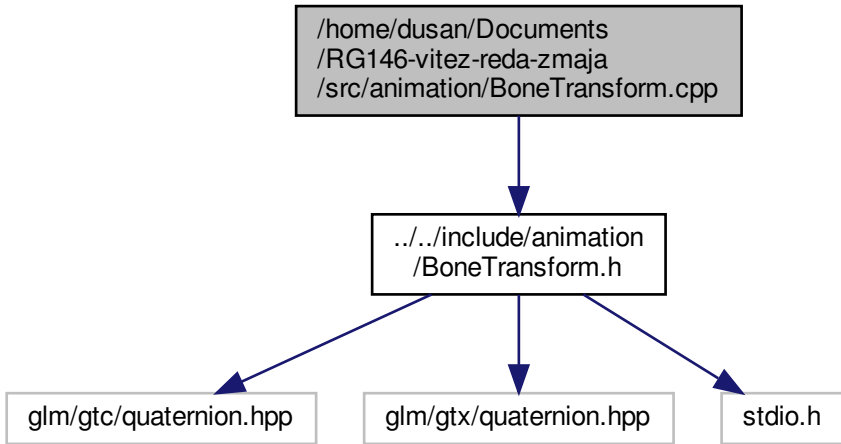 /home/dusan/Documents
/RG146-vitez-reda-zmaja
/src/animation/BoneTransform.cpp
../../include/animation
/BoneTransform.h
glm/gtc/quaternion.hpp
glm/gtx/quaternion.hpp
stdio.h